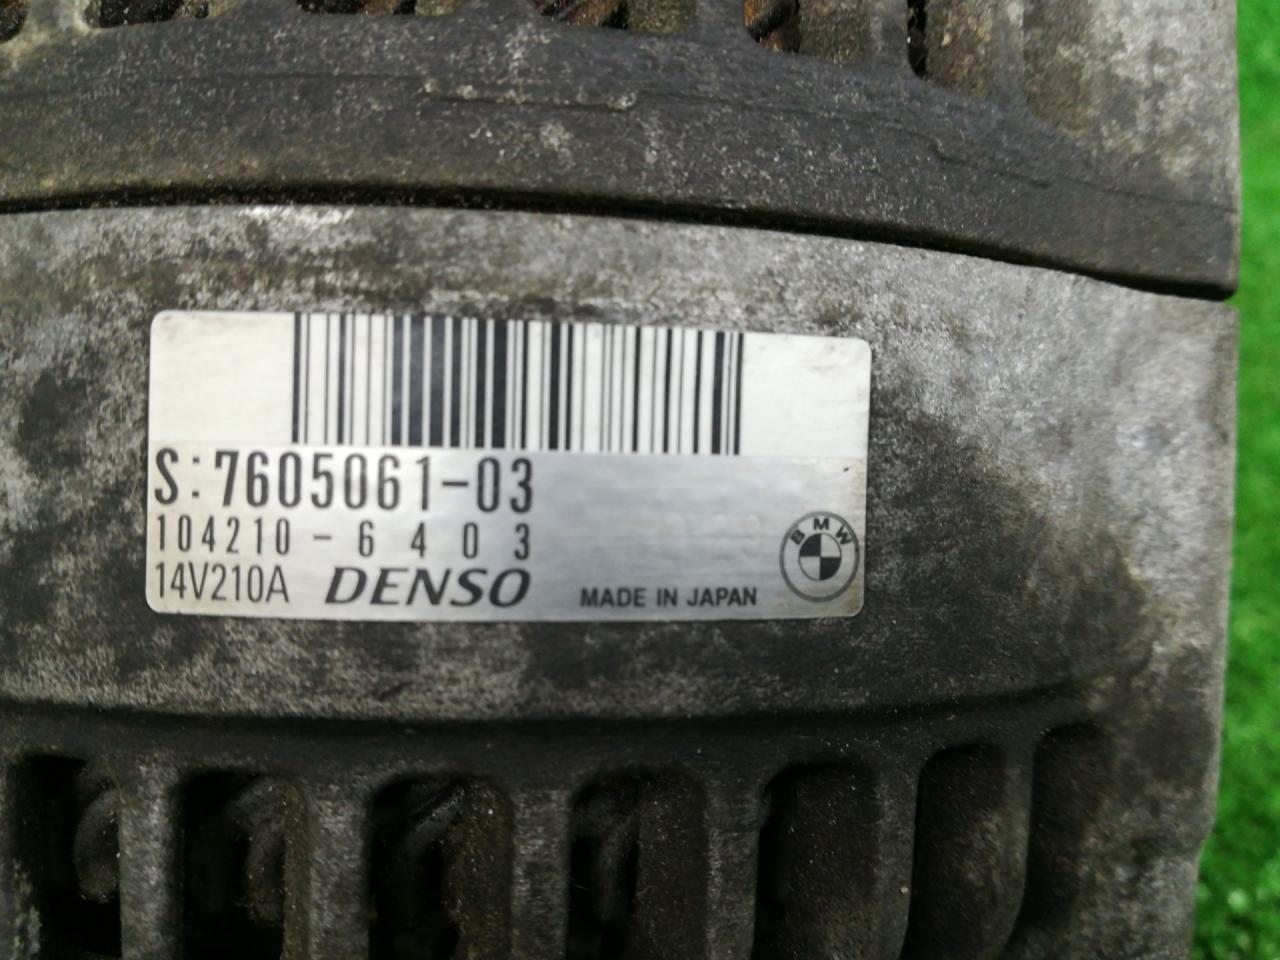 S:7605061-03
104210-6403
14V210A DENSO MADE IN JAPAN
BMW